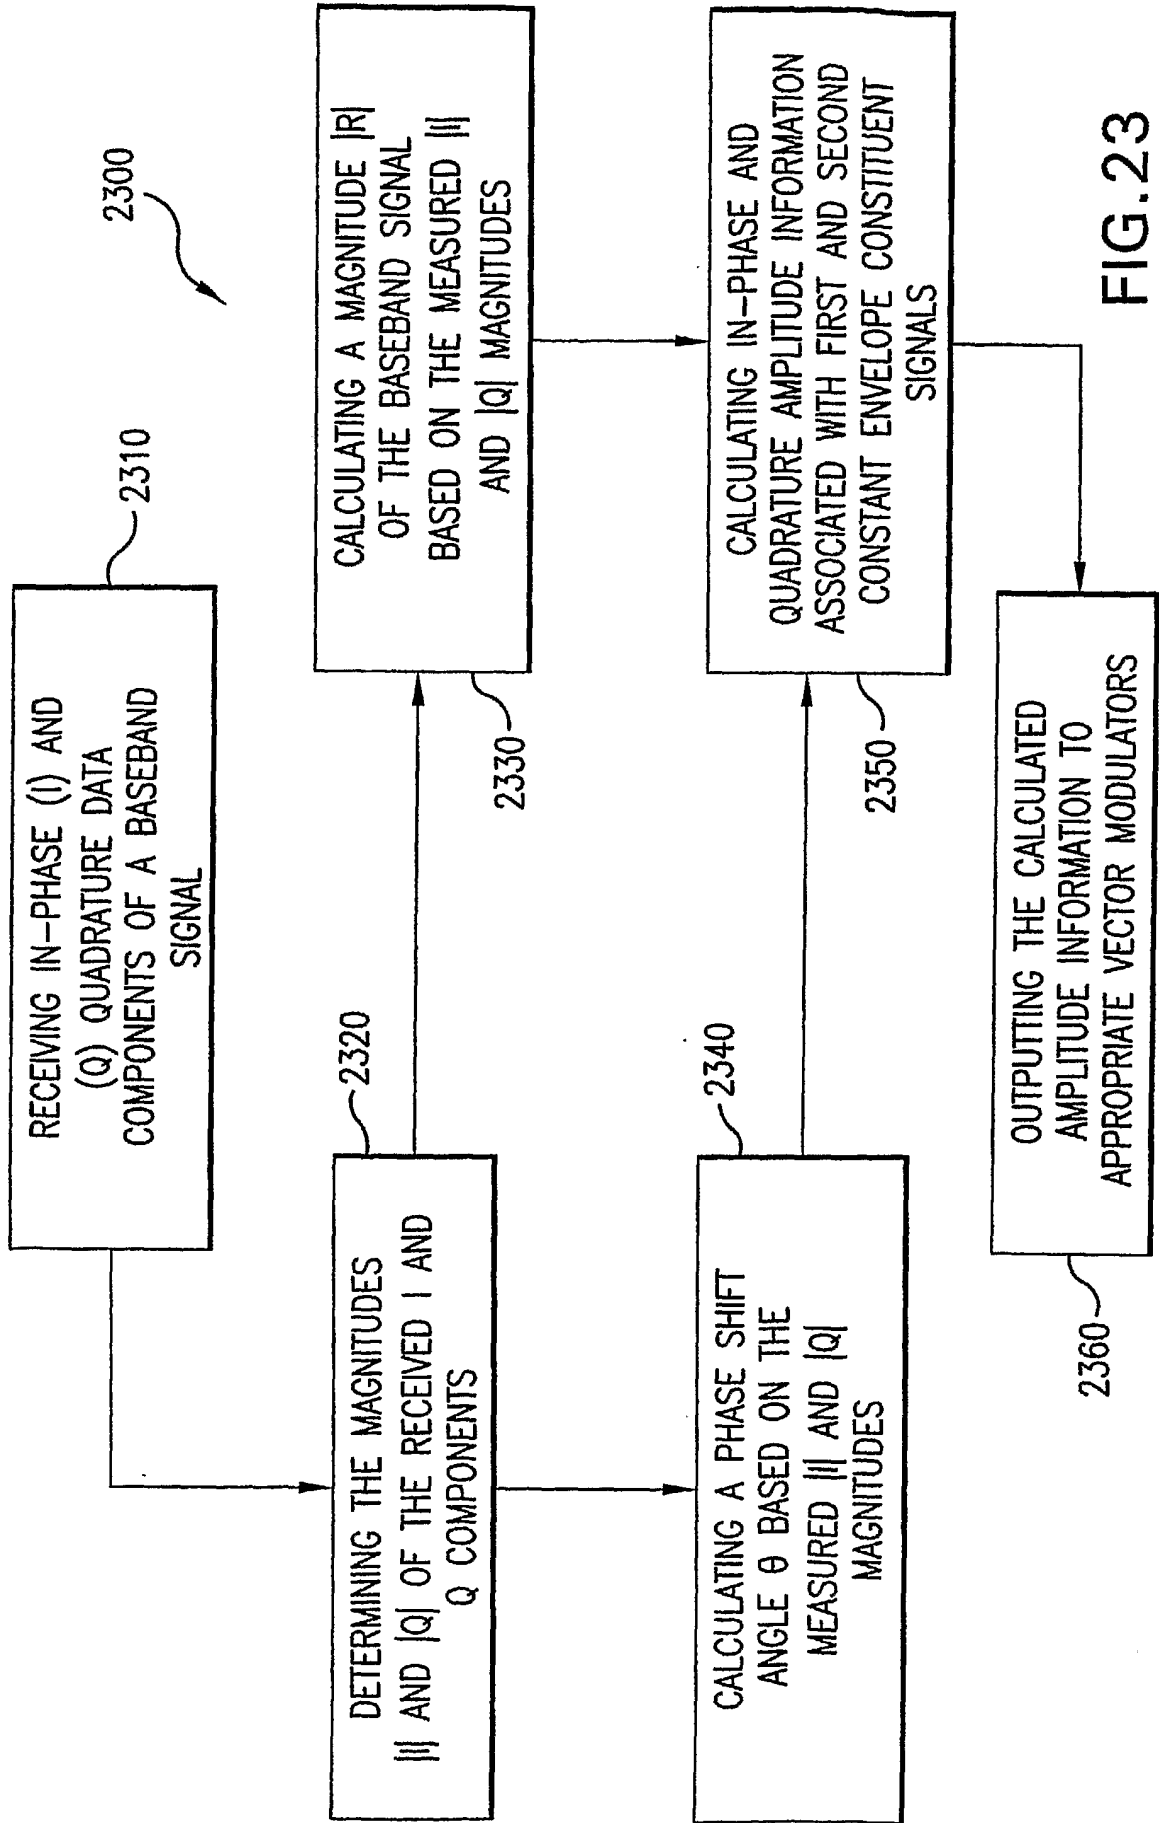 2300
2310
RECEIVING IN-PHASE (I) AND
(Q) QUADRATURE DATA
COMPONENTS OF A BASEBAND
SIGNAL
2320
DETERMINING THE MAGNITUDES
|I| AND |Q| OF THE RECEIVED I AND
Q COMPONENTS
2330
CALCULATING A MAGNITUDE |R|
OF THE BASEBAND SIGNAL
BASED ON THE MEASURED |I|
AND |Q| MAGNITUDES
2340
CALCULATING A PHASE SHIFT
ANGLE θ BASED ON THE
MEASURED |I| AND |Q|
MAGNITUDES
2350
CALCULATING IN-PHASE AND
QUADRATURE AMPLITUDE INFORMATION
ASSOCIATED WITH FIRST AND SECOND
CONSTANT ENVELOPE CONSTITUENT
SIGNALS
2360
OUTPUTTING THE CALCULATED
AMPLITUDE INFORMATION TO
APPROPRIATE VECTOR MODULATORS
FIG.23